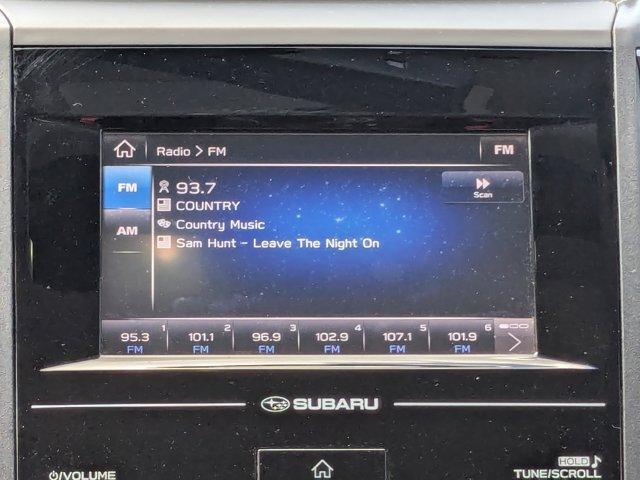 Radio > FM FM
FM 93.7
Scan
COUNTRY
AM Country Music
Sam Hunt - Leave The Night On
95.3 1 101.1 2 96.9 3 102.9 4 107.1 5 101.9 6
FM FM FM FM FM FM
SUBARU
HOLD
VOLUME TUNE/SCROLL